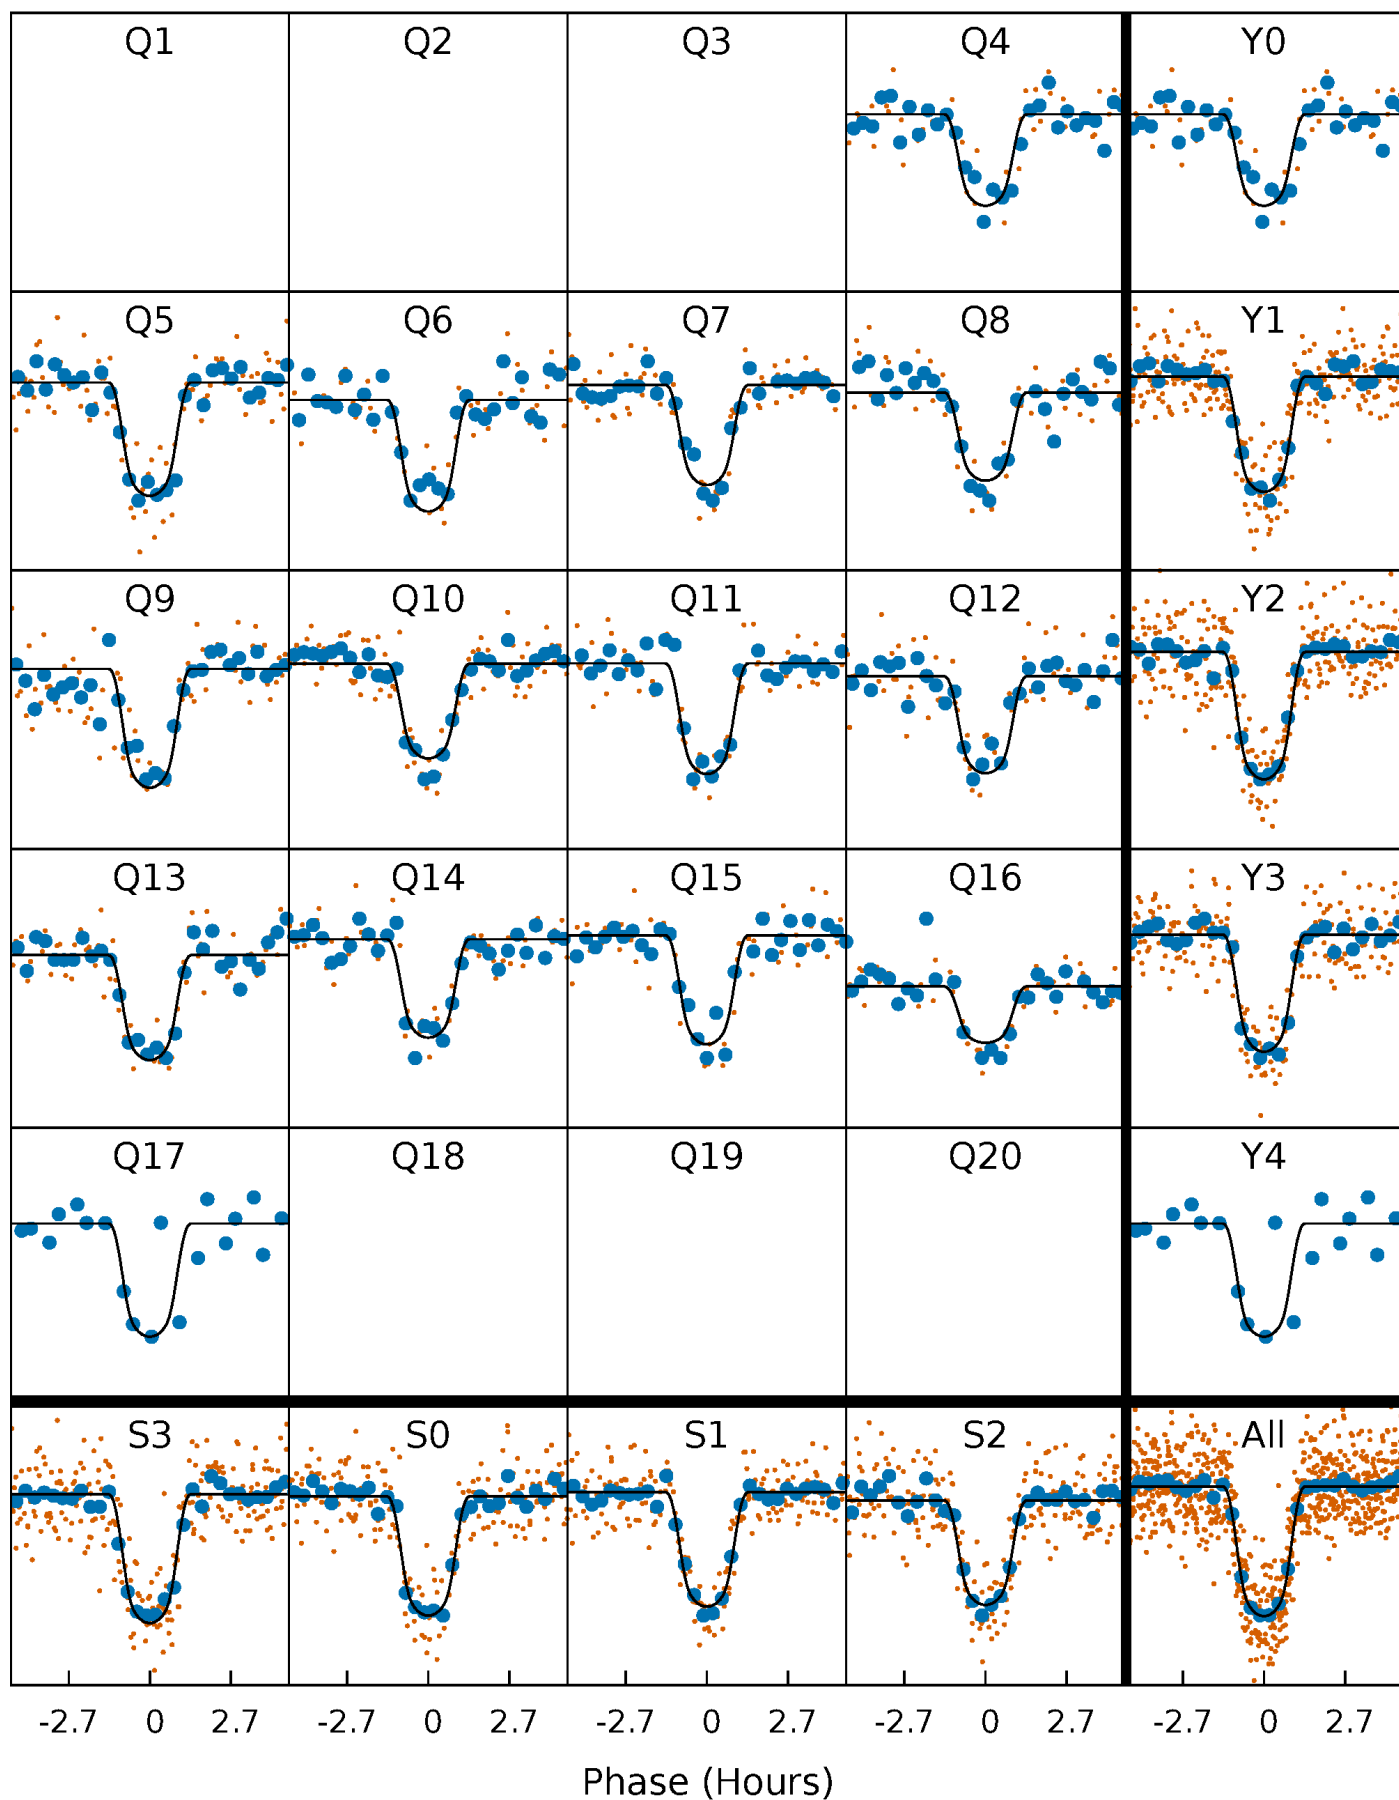 Q1 Q2 Q3 Q4 Y0
Q5 Q6 Q7 Q8 Y1
Q9 Q10 Q11 Q12 Y2
Q13 Q14 Q15 Q16 Y3
Q17 Q18 Q19 Q20 Y4
S3 S0 S1 S2 All
-2.7 0 2.7 -2.7 0 2.7 -2.7 0 2.7 -2.7 0 2.7 -2.7 0 2.7
Phase (Hours)